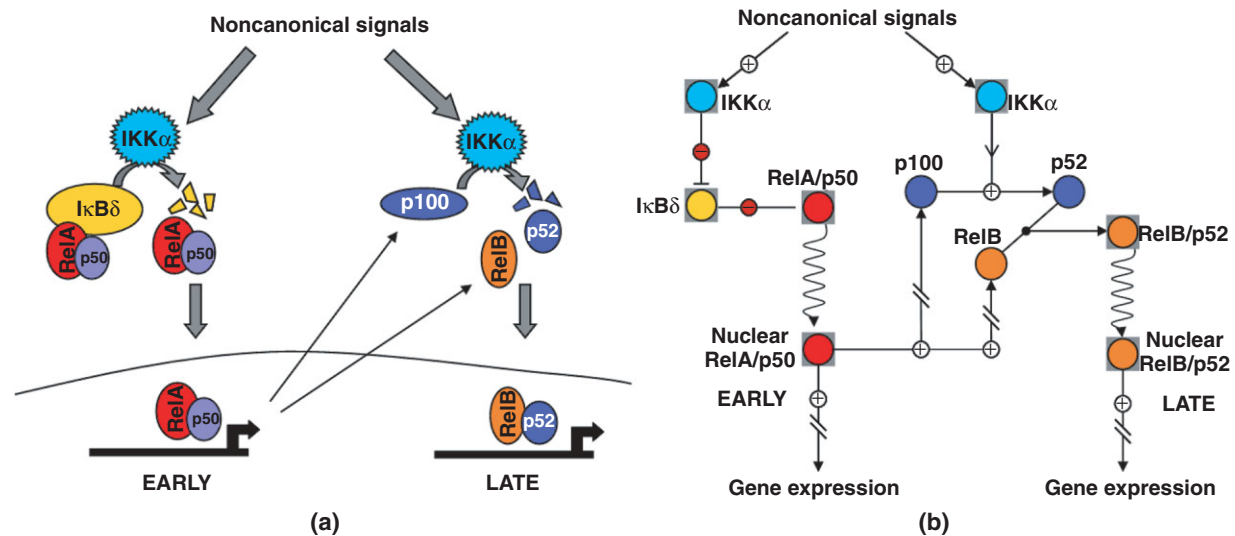 Noncanonical signals
IKKα
IKKα
IκBδ
RelA
p50
RelA
p50
p100
p52
RelB
RelA
p50
RelB
p52
EARLY
LATE
(a)
Noncanonical signals
IKKα
IKKα
p100
p52
RelA/p50
IκBδ
RelB
RelB/p52
Nuclear
RelA/p50
Nuclear
RelB/p52
EARLY
LATE
Gene expression
Gene expression
(b)